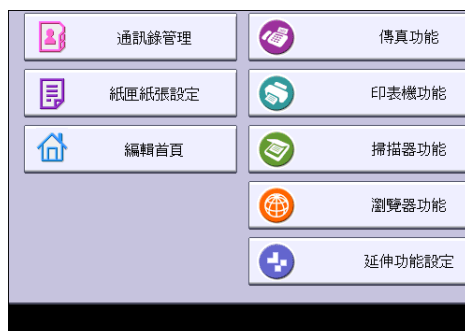 通訊錄管理
傳真功能
紙匣紙張設定
印表機功能
編輯首頁
掃描器功能
瀏覽器功能
延伸功能設定